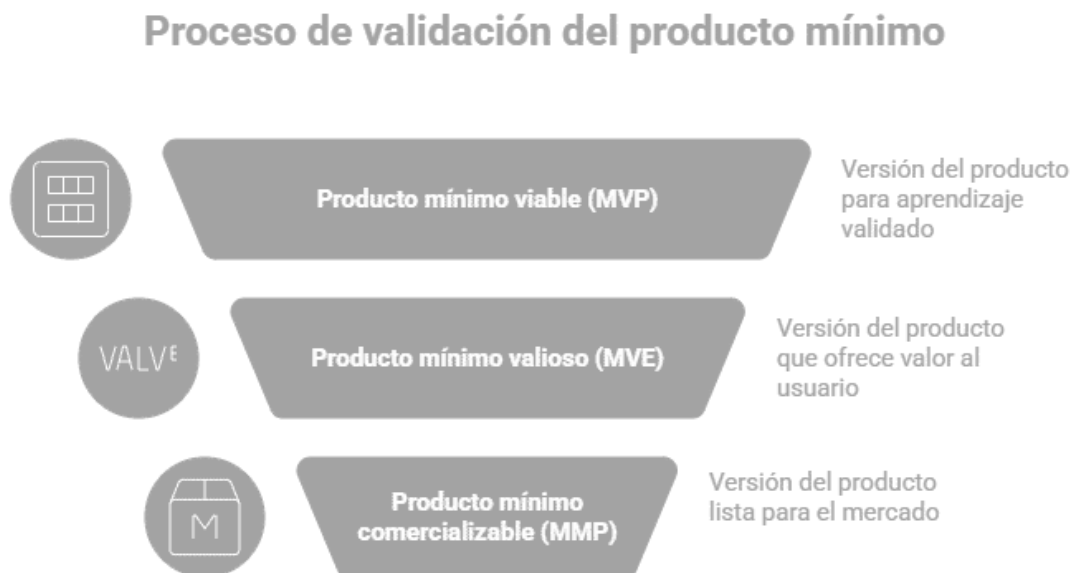 Proceso de validación del producto mínimo
Producto mínimo viable (MVP)
Versión del producto
para aprendizaje
validado
VALVE
Producto mínimo valioso (MVE)
Versión del producto
que ofrece valor al
usuario
M
Producto mínimo
comercializable (MMP)
Versión del producto
lista para el mercado